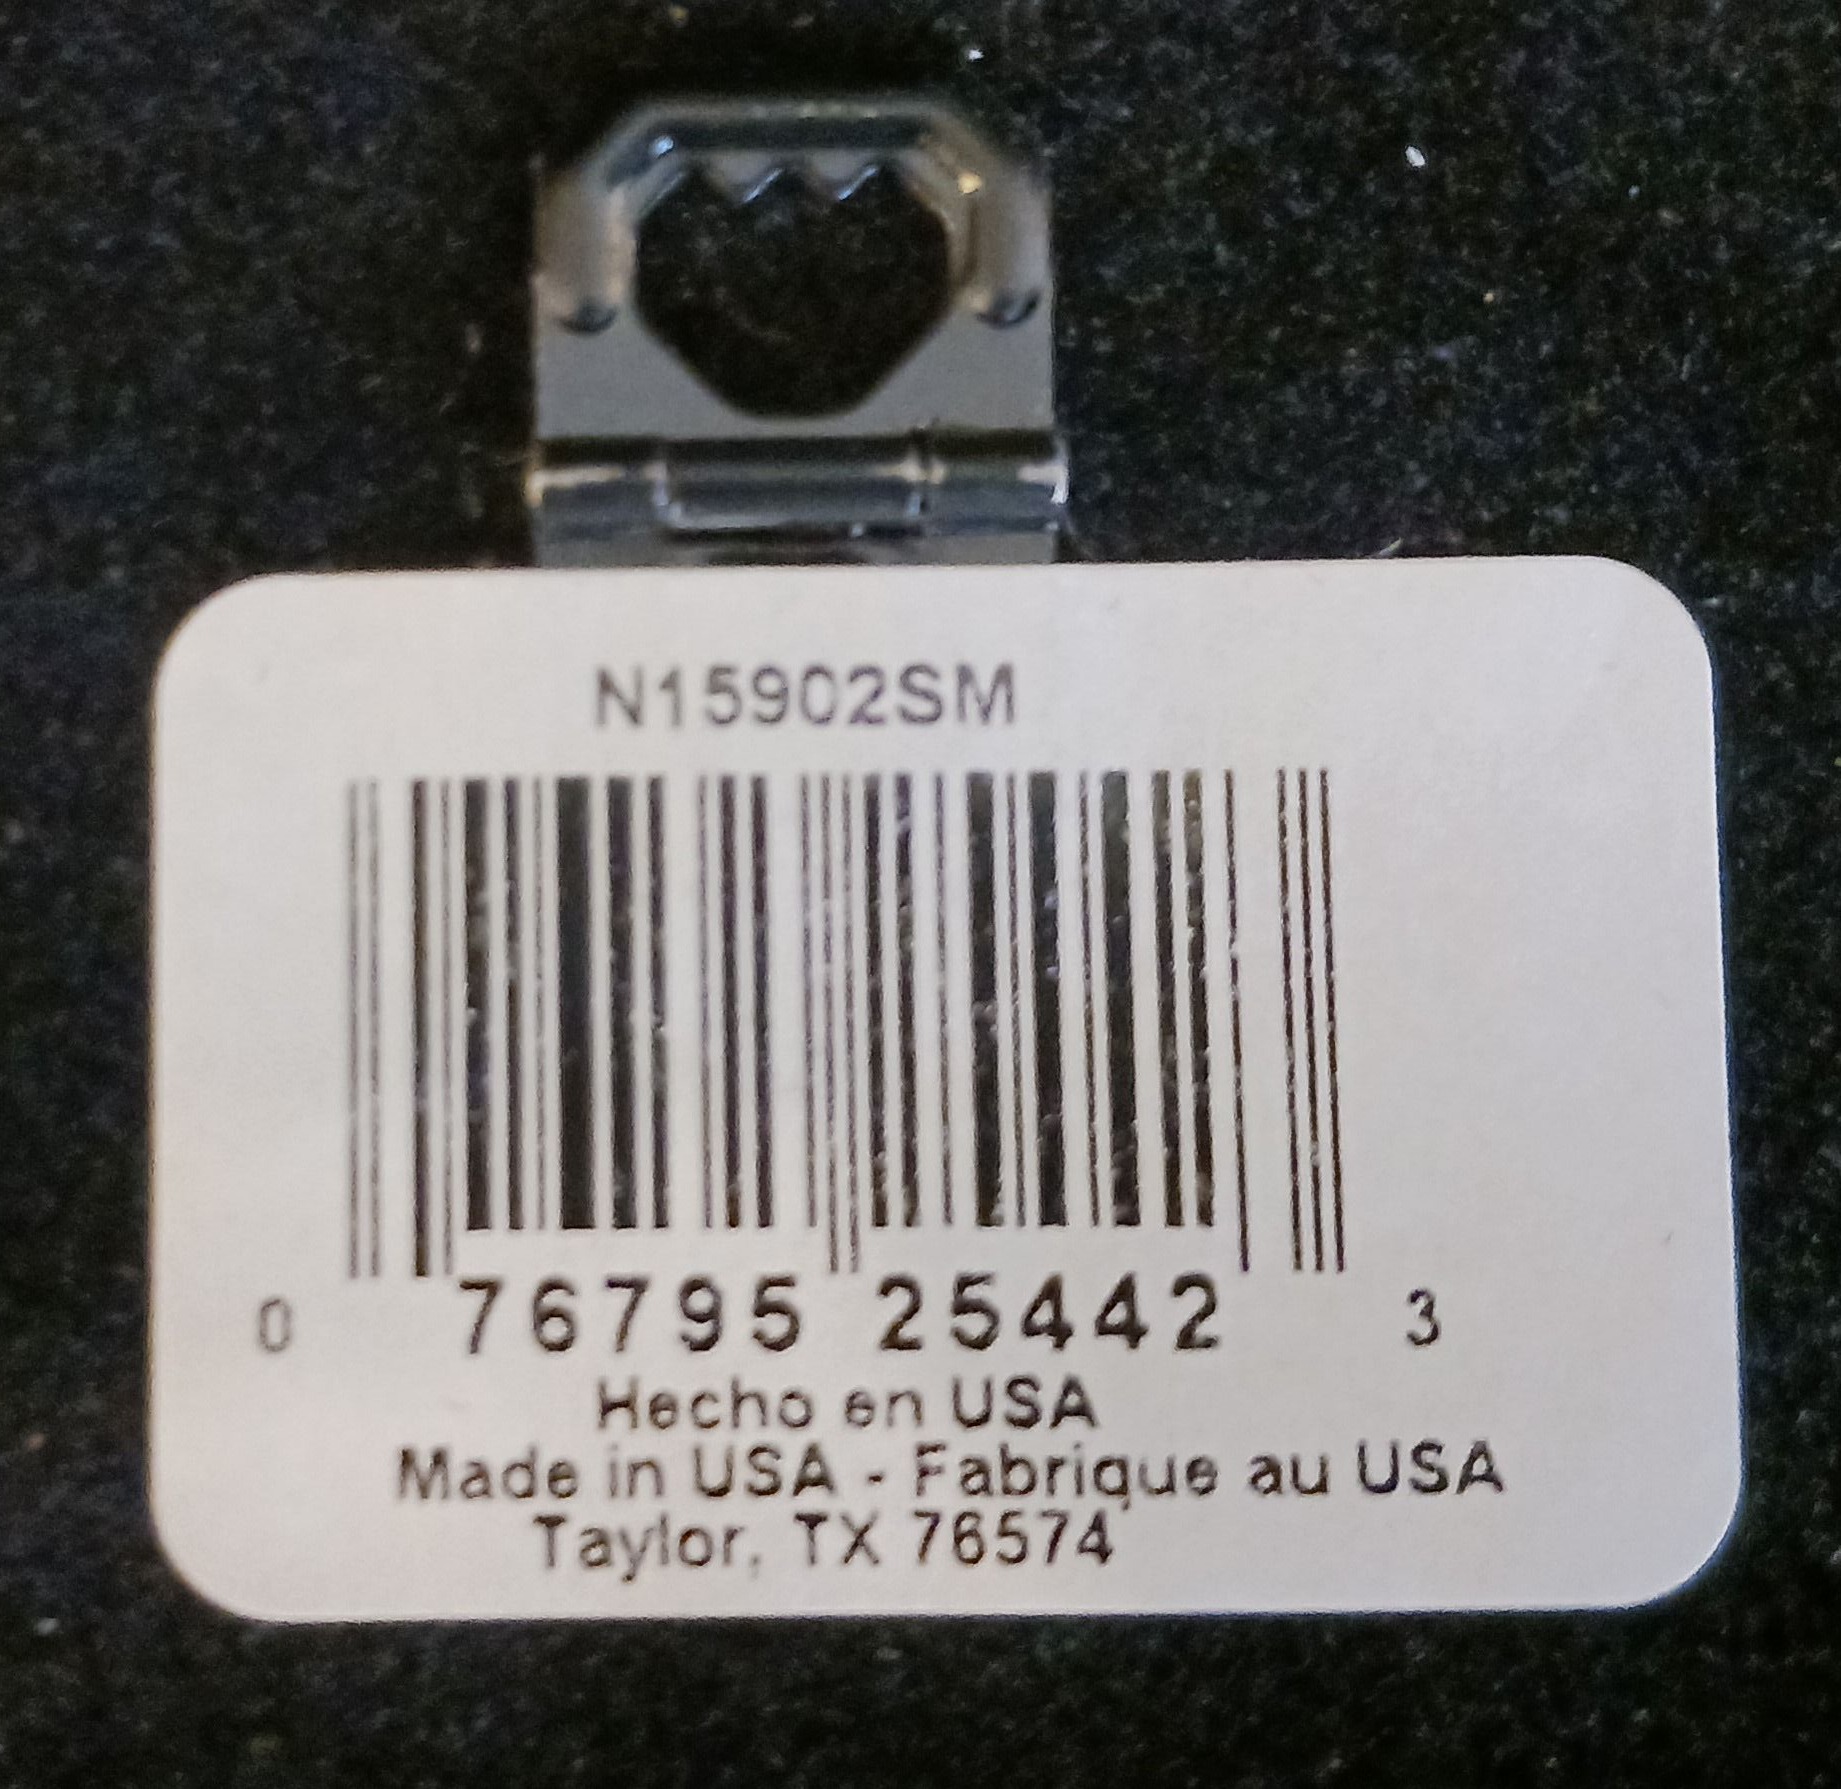 N15902SM
0 76795 25442 3
Hecho en USA
Made in USA - Fabrique au USA
Taylor, TX 76574